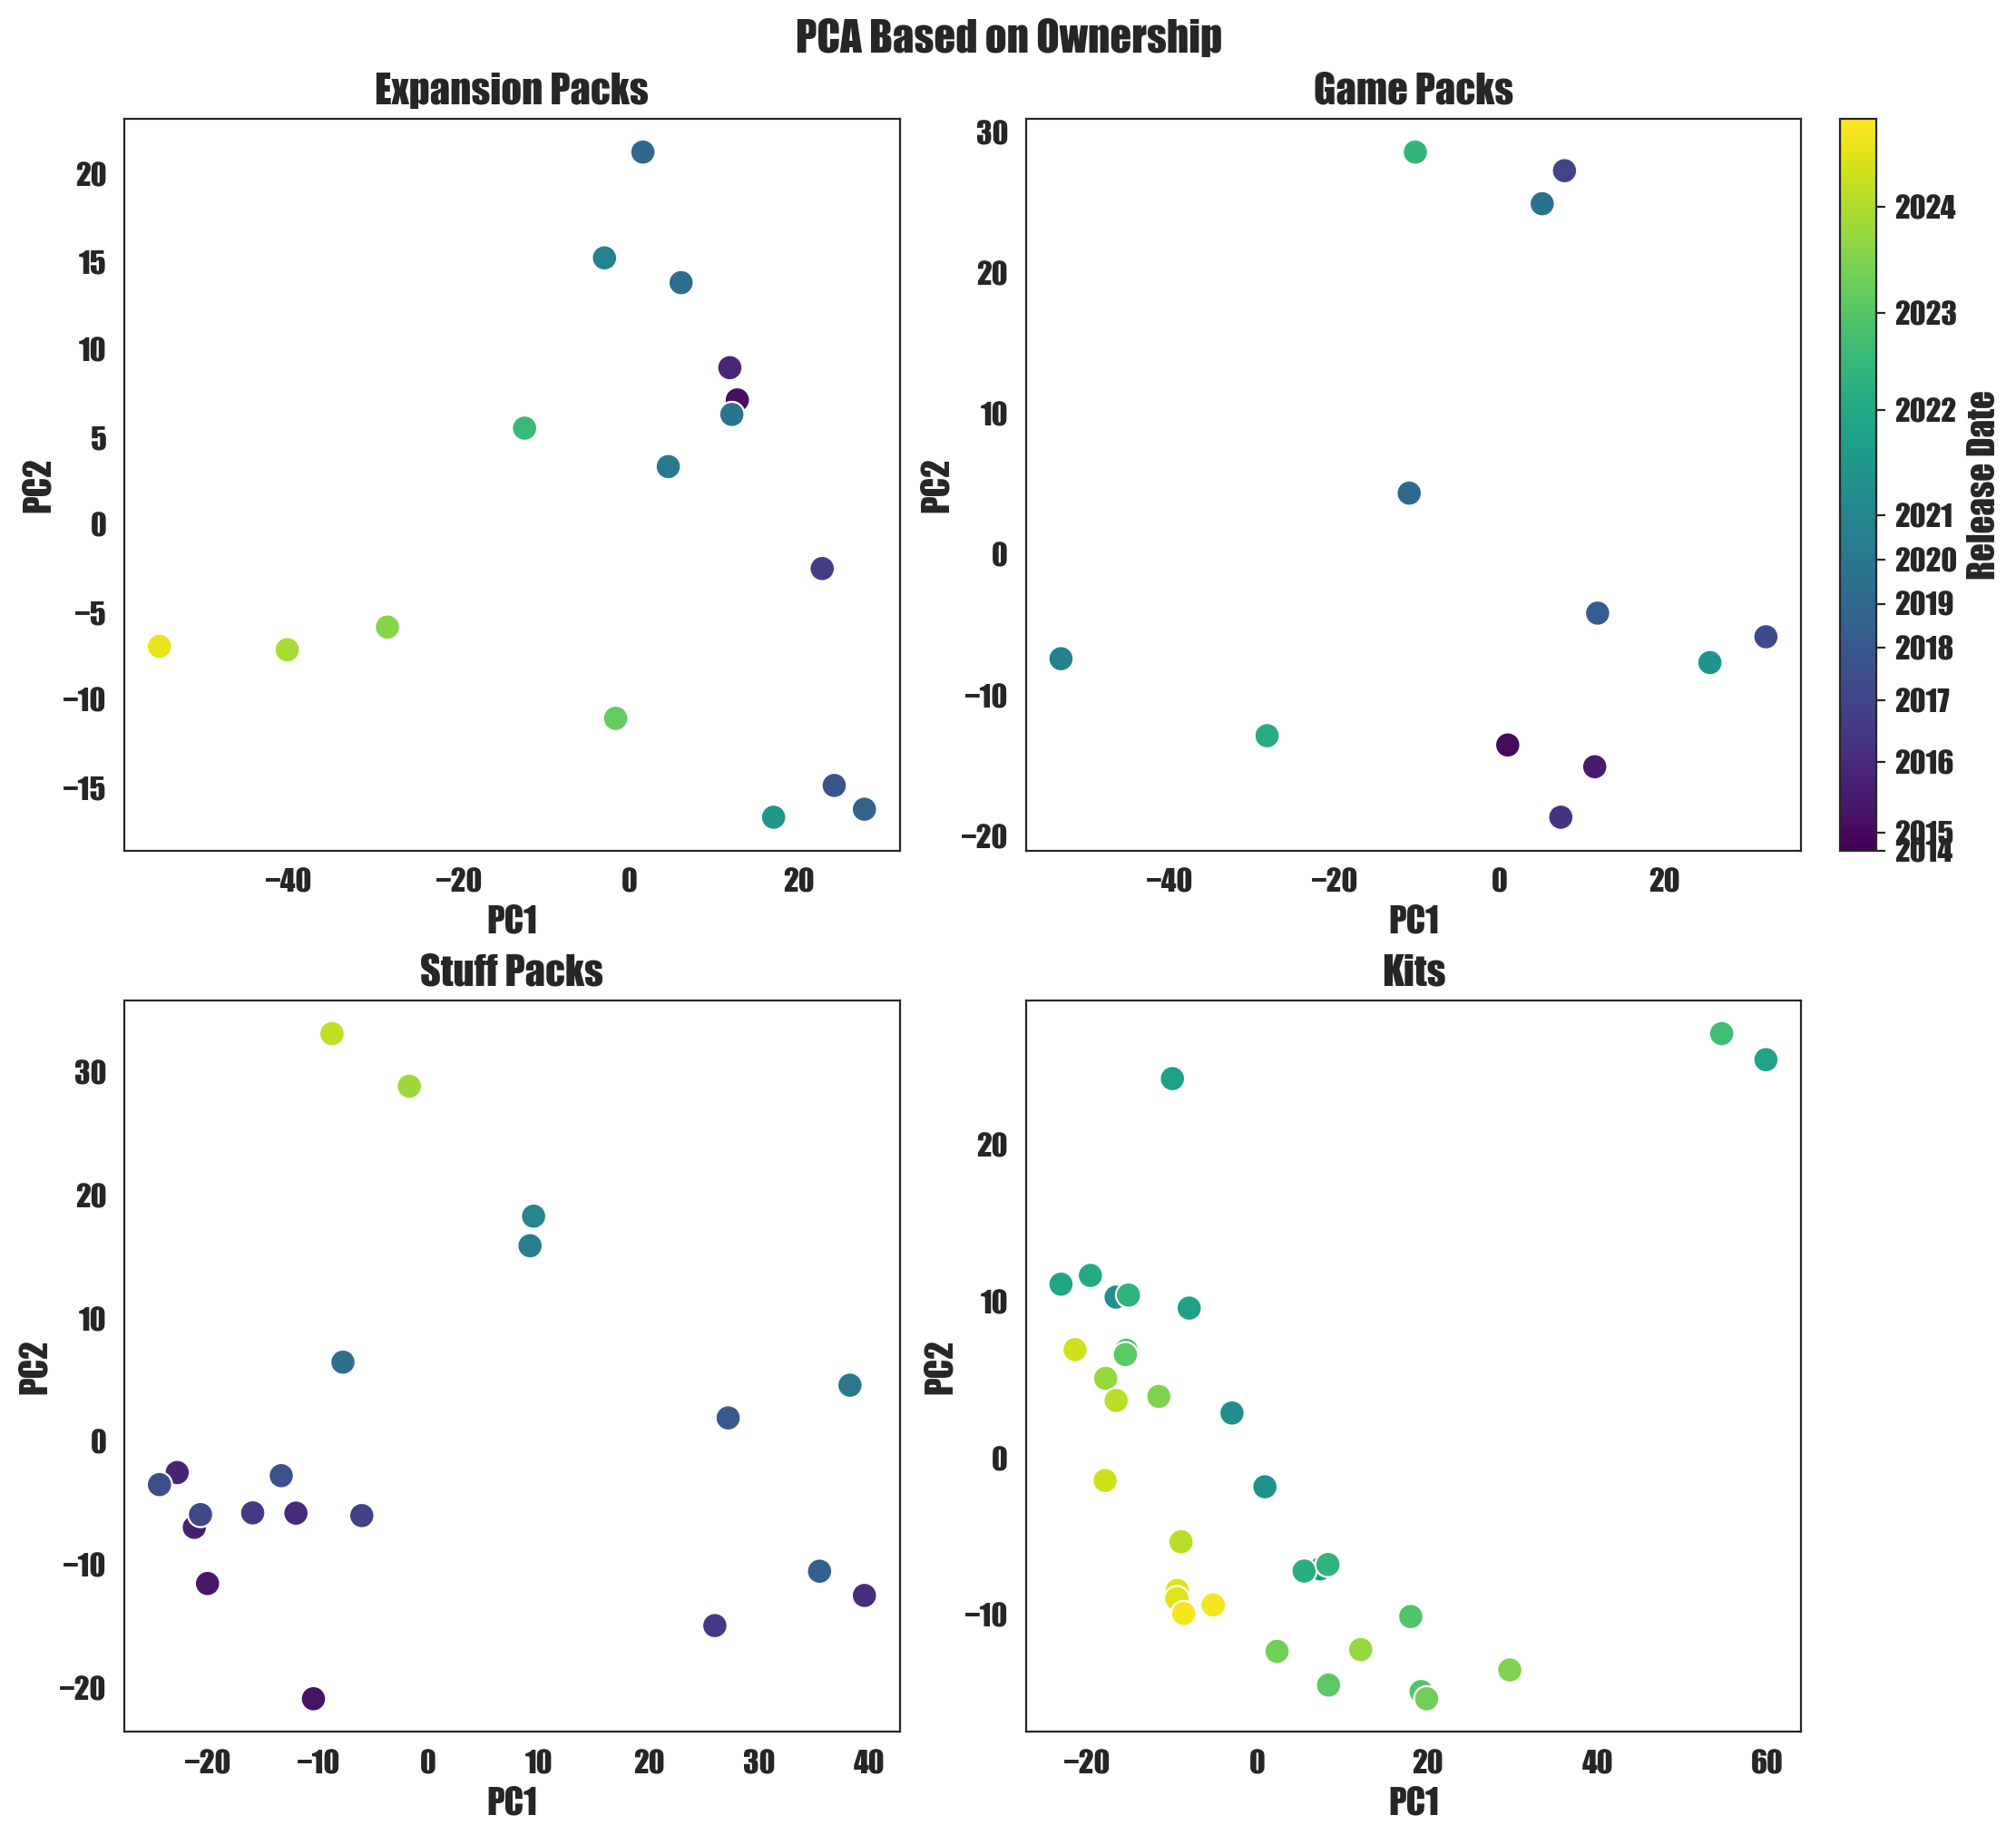 PCA Based on Ownership
Expansion Packs
20
15
10
5
0
−5
−10
−15
PC2
−40 −20 0 20
PC1
Game Packs
30
20
10
0
−10
−20
PC2
−40 −20 0 20
PC1
2024
2023
2022
2021
2020
2019
2018
2017
2016
2015
2014
Release Date
Stuff Packs
30
20
10
0
−10
−20
PC2
−20 −10 0 10 20 30 40
PC1
Kits
20
10
0
−10
PC2
−20 0 20 40 60
PC1